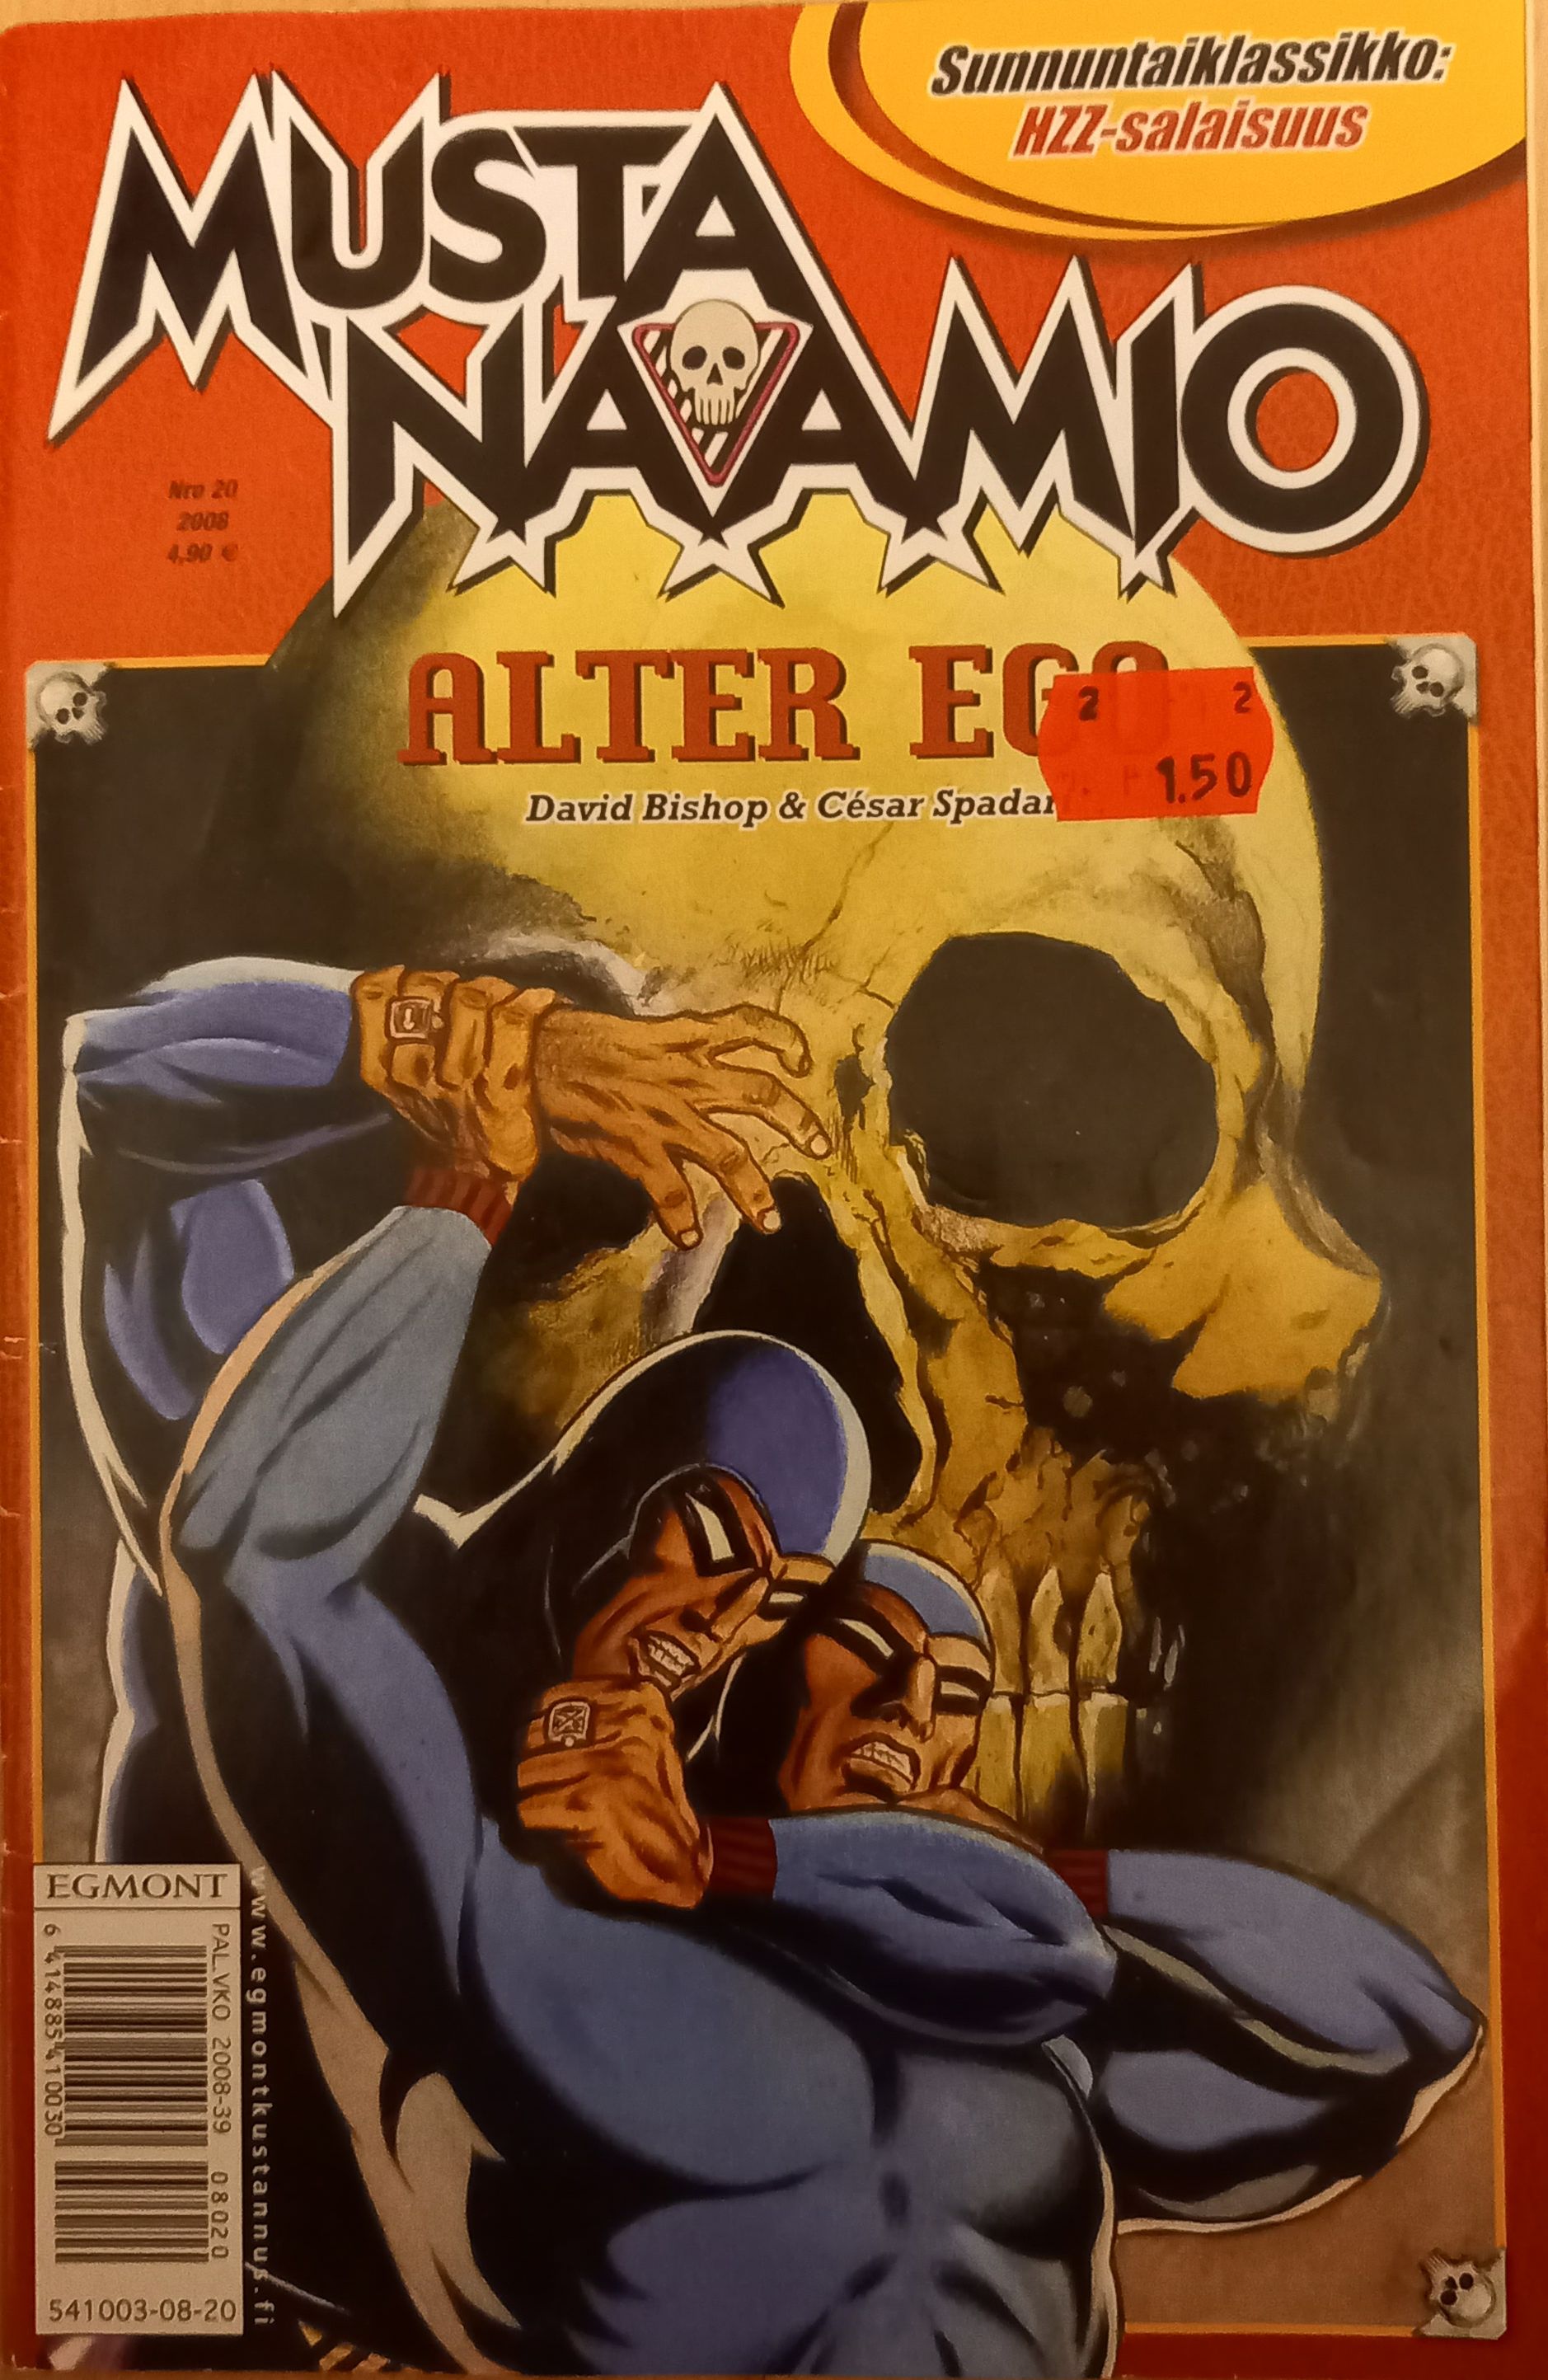 Sunnuntaiklassikko:
HZZ-salaisuus
MUSTA
NAAMIO
Nro 20
2008
4,90 €
ALTER EGO
2 2
1.50
David Bishop & César Spadar
EGMONT
PAL.VKO 2008-39 08020
6 414885 410030
www.egmontkustannus.fi
541003-08-20